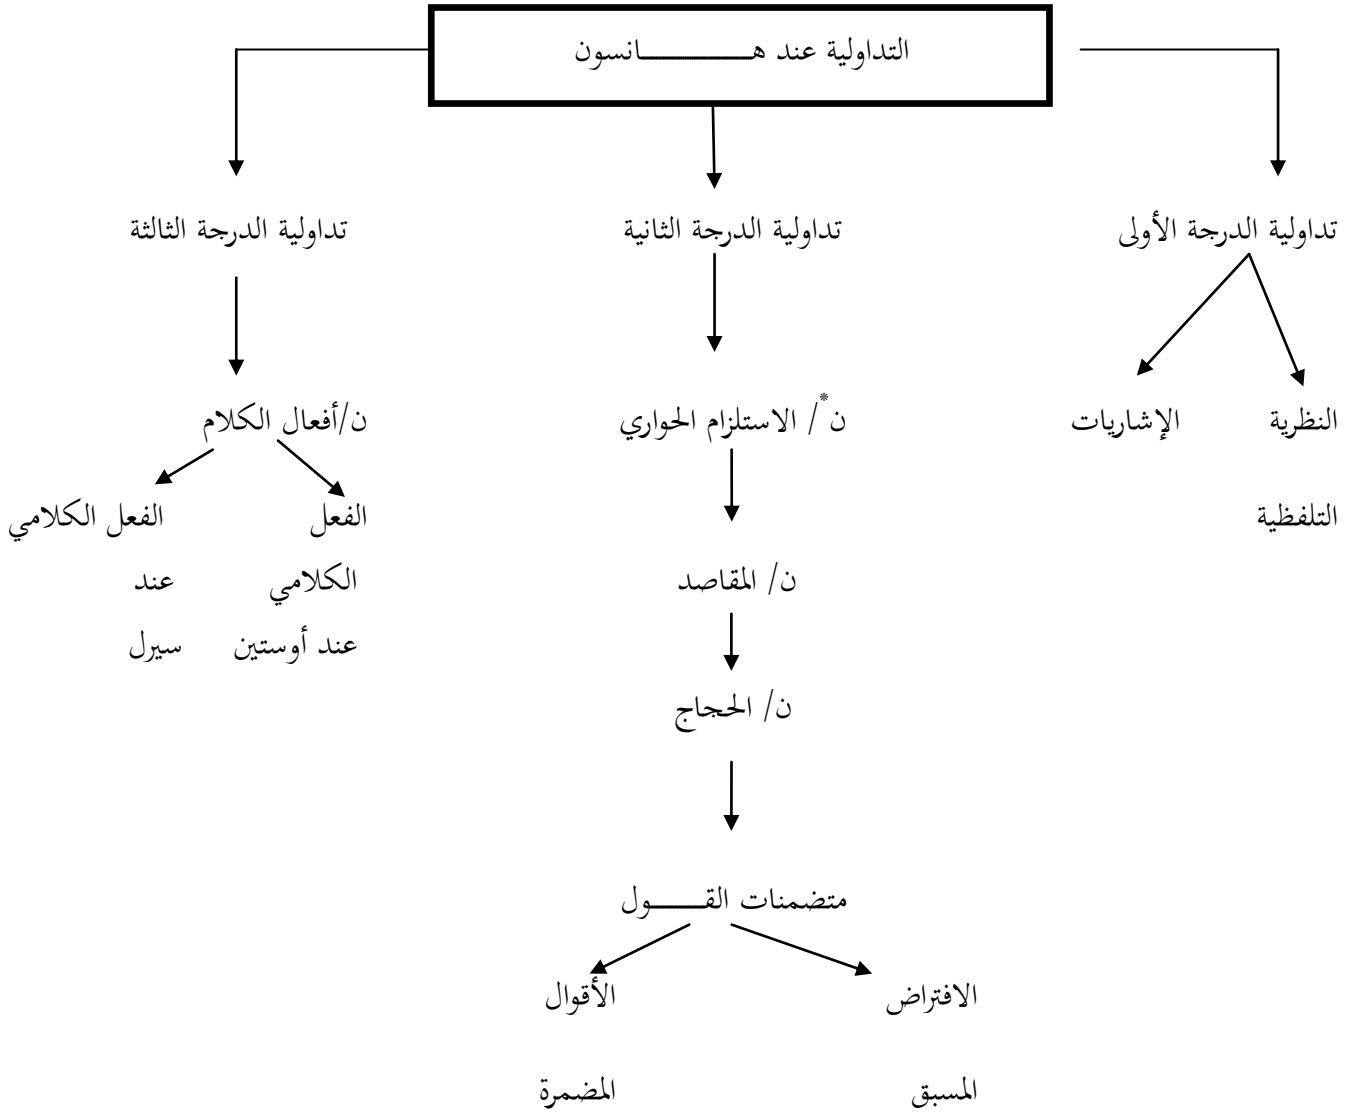 التداولية عند هـــــــــانسون
تداولية الدرجة الأولى
تداولية الدرجة الثانية
تداولية الدرجة الثالثة
النظرية
التلفظية
الإشاريات
ن*/ الاستلزام الحواري
ن/ المقاصد
ن/ الحجاج
متضمنات القـــــول
الافتراض
المسبق
الأقوال
المضمرة
ن/أفعال الكلام
الفعل
الكلامي
عند أوستين
الفعل الكلامي
عند
سيرل